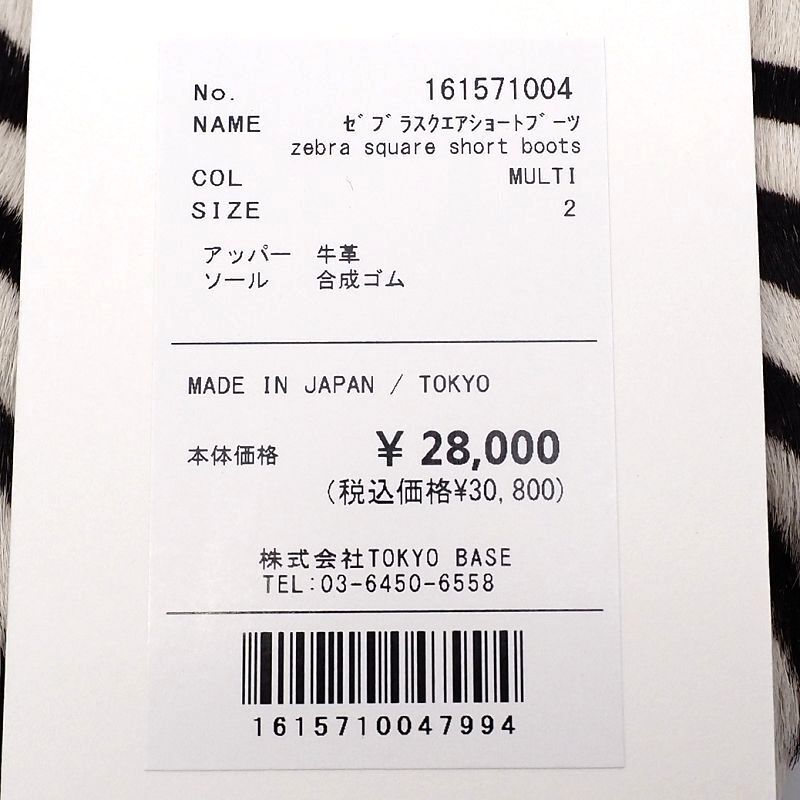 No. 161571004
NAME ｾﾞﾌﾞﾗｽｸｴｱｼｮｰﾄﾌﾞｰﾂ
zebra square short boots
COL MULTI
SIZE 2
アッパー 牛革
ソール 合成ゴム
MADE IN JAPAN / TOKYO
本体価格 ¥ 28,000
(税込価格¥30,800)
株式会社TOKYO BASE
TEL:03-6450-6558
1615710047994